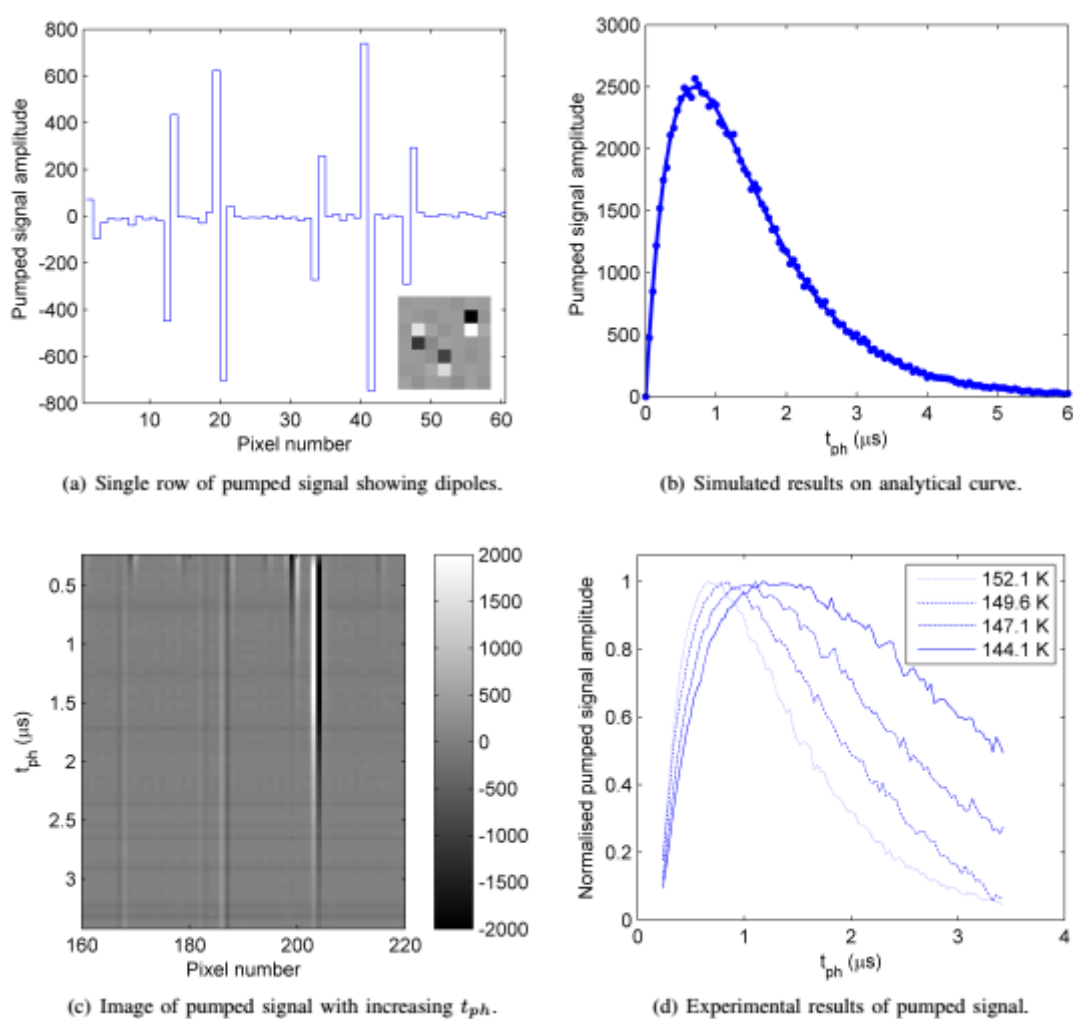 800
600
400
200
0
-200
-400
-600
-800
Pumped signal amplitude
10 20 30 40 50 60
Pixel number
(a) Single row of pumped signal showing dipoles.
3000
2500
2000
1500
1000
500
0
Pumped signal amplitude
0 1 2 3 4 5 6
t_ph (μs)
(b) Simulated results on analytical curve.
0.5
1
1.5
2
2.5
3
t_ph (μs)
160 180 200 220
Pixel number
2000
1500
1000
500
0
-500
-1000
-1500
-2000
(c) Image of pumped signal with increasing t_ph.
1
0.8
0.6
0.4
0.2
0
Normalised pumped signal amplitude
152.1 K
149.6 K
147.1 K
144.1 K
0 1 2 3 4
t_ph (μs)
(d) Experimental results of pumped signal.